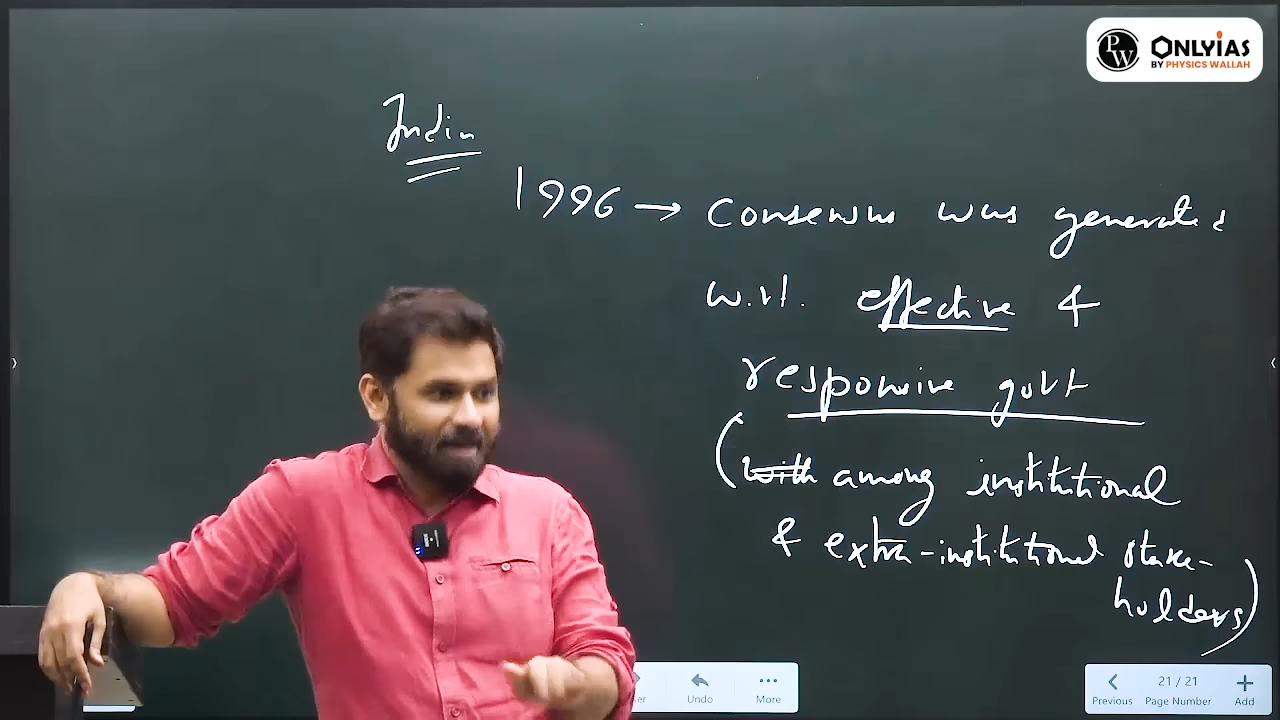 PW ONLYIAS
BY PHYSICS WALLAH
India
1996 → Consensus was generated
w.r.t. effective &
responsive govt
(with among institutional
& extra-institutional stake-
holders)
Undo
More
21 / 21
Previous
Page Number
Add